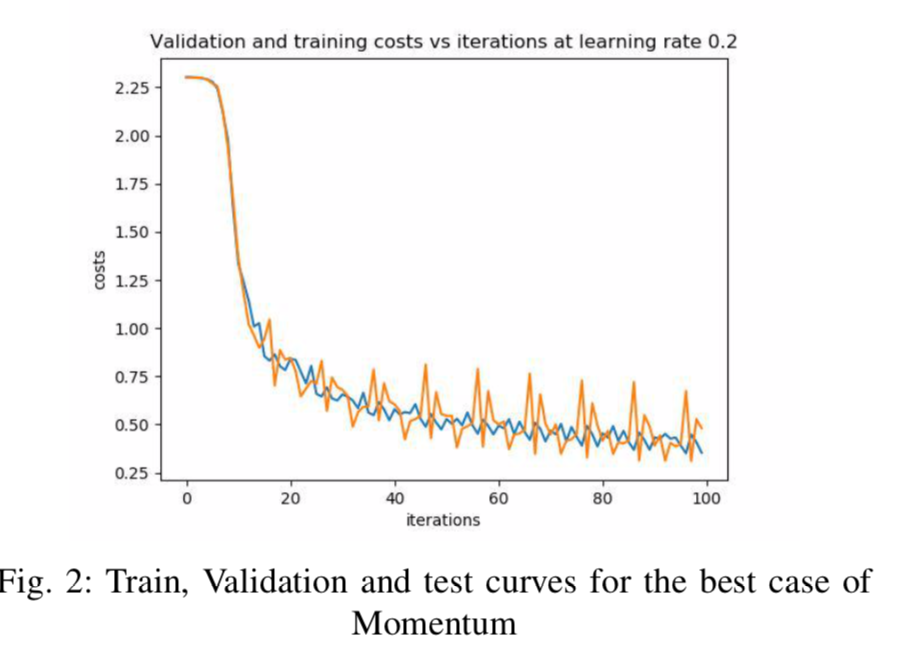 Validation and training costs vs iterations at learning rate 0.2
2.25
2.00
1.75
1.50
1.25
1.00
0.75
0.50
0.25
costs
0 20 40 60 80 100
iterations
Fig. 2: Train, Validation and test curves for the best case of
Momentum